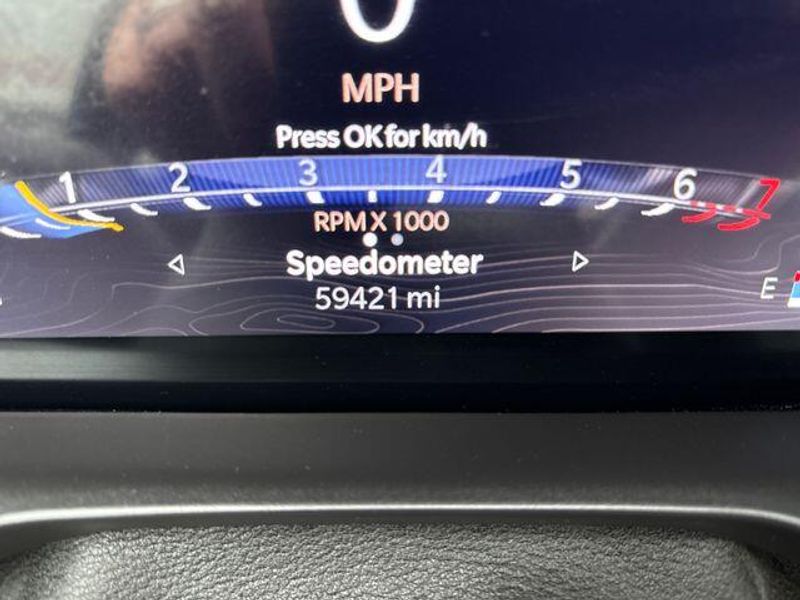 0
MPH
Press OK for km/h
1 2 3 4 5 6 7
RPM X 1000
Speedometer
59421 mi
E